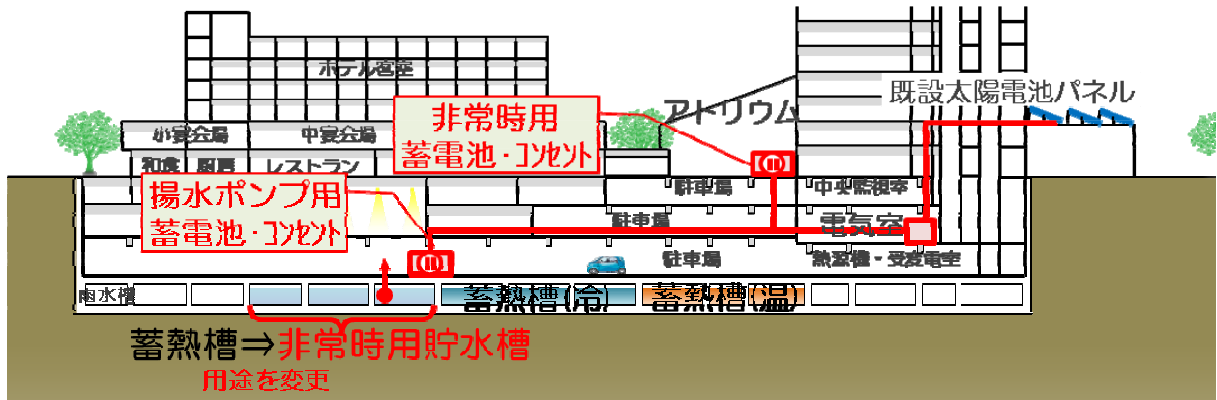 ホテル客室
既設太陽電池パネル
アトリウム
非常時用
蓄電池・コンセント
小宴会場
中宴会場
和食
厨房
レストラン
揚水ポンプ用
蓄電池・コンセント
駐車場
中央監視室
駐車場
電気室
駐車場
熱源機・受変電室
雨水槽
蓄熱槽(冷)
蓄熱槽(温)
蓄熱槽⇒非常時用貯水槽
用途を変更